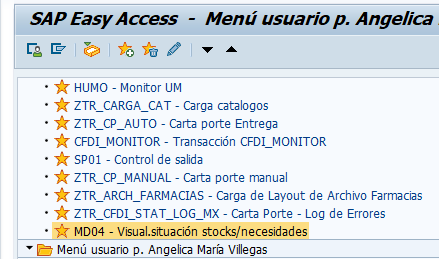 SAP Easy Access - Menú usuario p. Angelica
HUMO - Monitor UM
ZTR_CARGA_CAT - Carga catalogos
ZTR_CP_AUTO - Carta porte Entrega
CFDI_MONITOR - Transacción CFDI_MONITOR
SP01 - Control de salida
ZTR_CP_MANUAL - Carta porte manual
ZTR_ARCH_FARMACIAS - Carga de Layout de Archivo Farmacias
ZTR_CFDI_STAT_LOG_MX - Carta Porte - Log de Errores
MD04 - Visual.situación stocks/necesidades
Menú usuario p. Angelica María Villegas